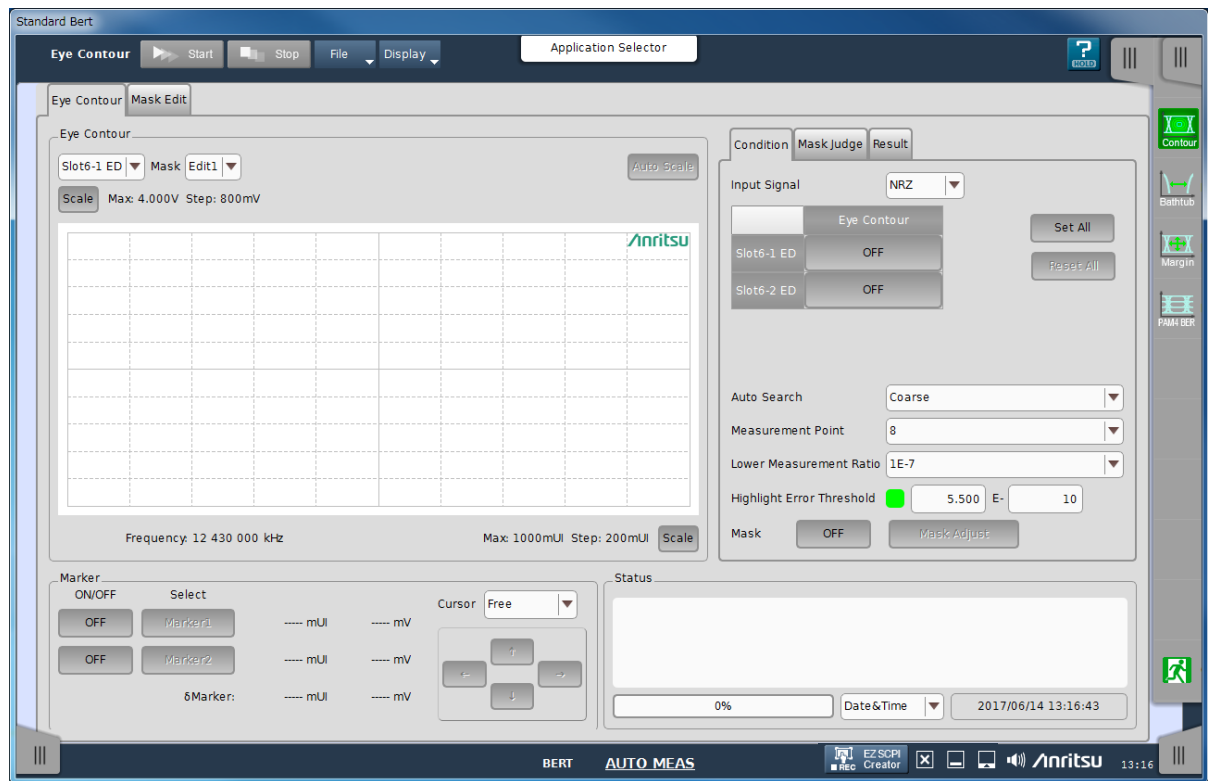 Standard Bert
Eye Contour Start Stop File Display Application Selector ? HOLD
Eye Contour Mask Edit
Eye Contour
Slot6-1 ED Mask Edit1 Auto Scale
Scale Max: 4.000V Step: 800mV
Anritsu
Frequency: 12 430 000 kHz Max: 1000mUI Step: 200mUI Scale
Condition Mask Judge Result
Input Signal NRZ
Eye Contour
Slot6-1 ED OFF
Slot6-2 ED OFF
Set All
Reset All
Auto Search Coarse
Measurement Point 8
Lower Measurement Ratio 1E-7
Highlight Error Threshold 5.500 E- 10
Mask OFF Mask Adjust
Contour
Bathtub
Margin
PAM4 BER
Marker
ON/OFF Select
OFF Marker1 ----- mUI ----- mV
OFF Marker2 ----- mUI ----- mV
δMarker: ----- mUI ----- mV
Cursor Free
↑
← →
↓
Status
0% Date&Time 2017/06/14 13:16:43
BERT AUTO MEAS REC EZ SCPI Creator Anritsu 13:16